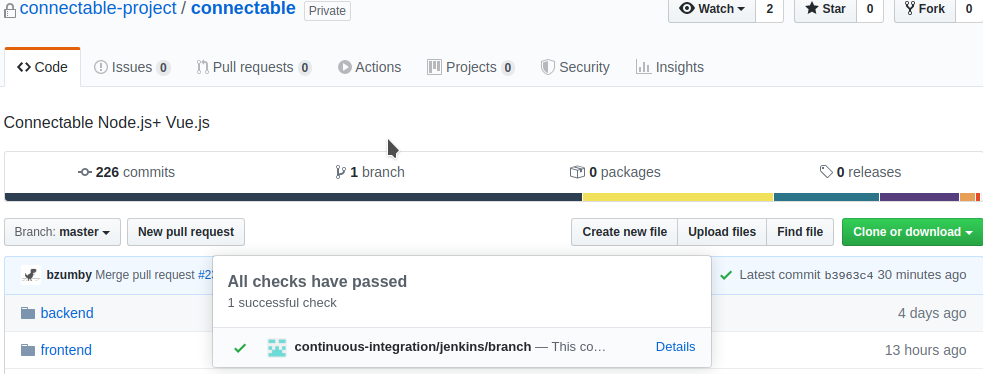 connectable-project / connectable Private Watch 2 Star 0 Fork 0
Code Issues 0 Pull requests 0 Actions Projects 0 Security Insights
Connectable Node.js+ Vue.js
226 commits 1 branch 0 packages 0 releases
Branch: master New pull request Create new file Upload files Find file Clone or download
bzumby Merge pull request Latest commit b3963c4 30 minutes ago
All checks have passed
1 successful check
backend 4 days ago
continuous-integration/jenkins/branch — This co… Details
frontend 13 hours ago